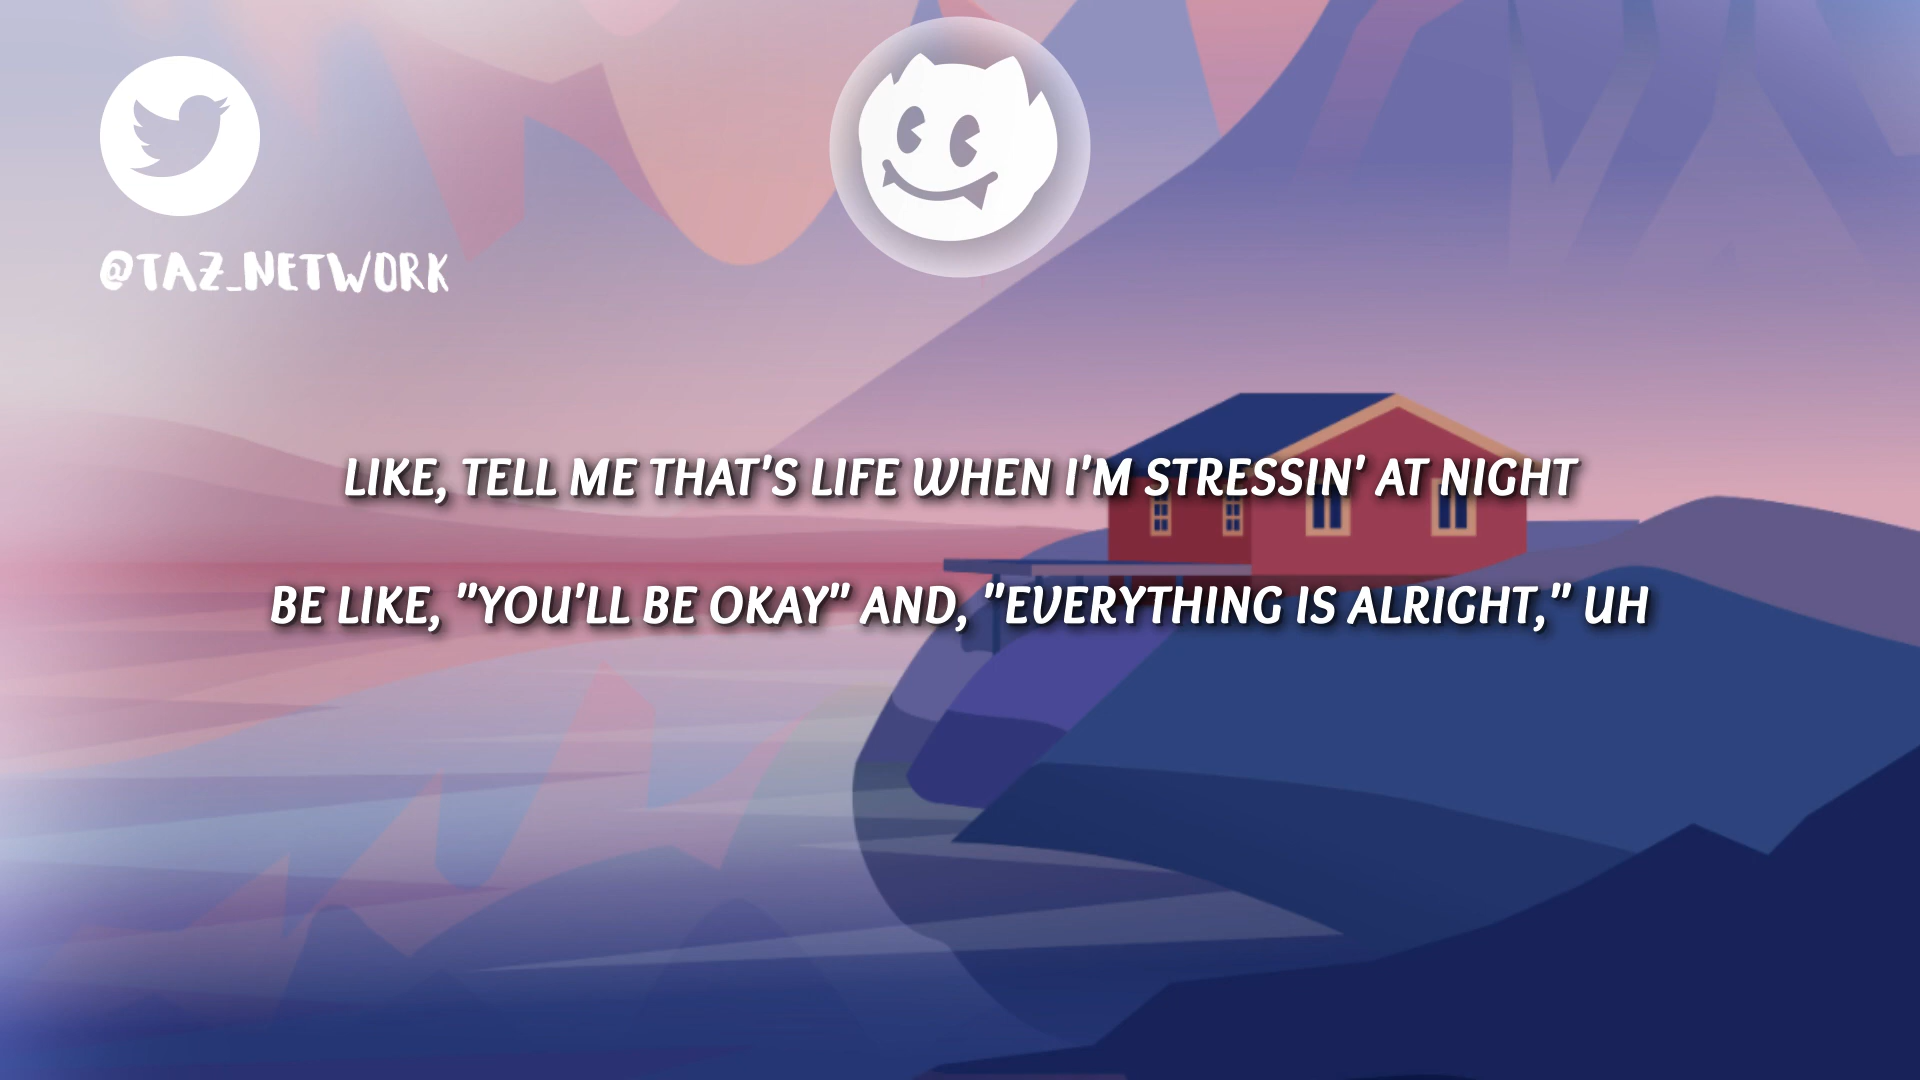 @TAZ_NETWORK
LIKE, TELL ME THAT'S LIFE WHEN I'M STRESSIN' AT NIGHT
BE LIKE, "YOU'LL BE OKAY" AND, "EVERYTHING IS ALRIGHT," UH